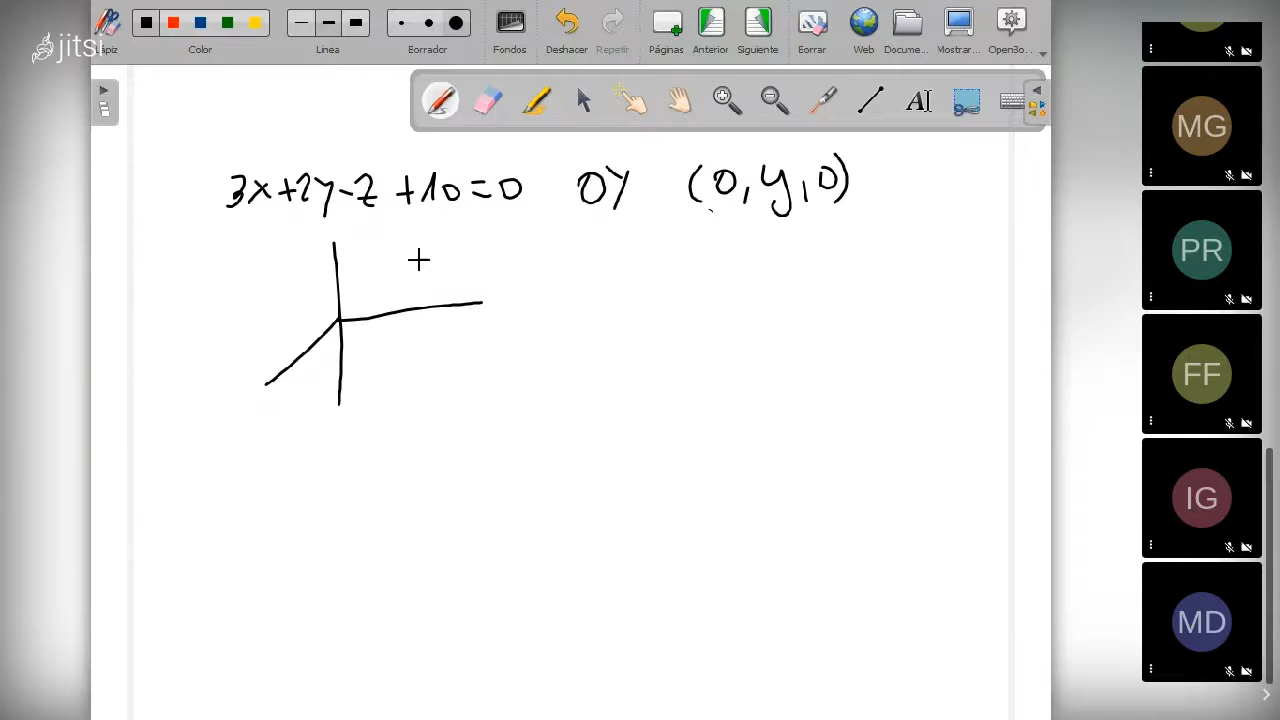 jitsi
Lápiz Color Línea Borrador Fondos Deshacer Repetir Páginas Anterior Siguiente Borrar Web Docume... Mostrar... OpenBo...
3x+2y-z+10=0 OY (0,y,0)
MG
PR
FF
IG
MD